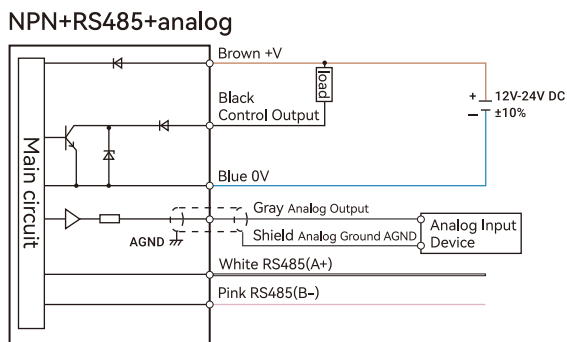 NPN+RS485+analog
Brown +V
load
Black
Control Output
+ 12V-24V DC
− ±10%
Main circuit
Blue 0V
Gray Analog Output
Shield Analog Ground AGND
Analog Input
Device
AGND
White RS485(A+)
Pink RS485(B-)